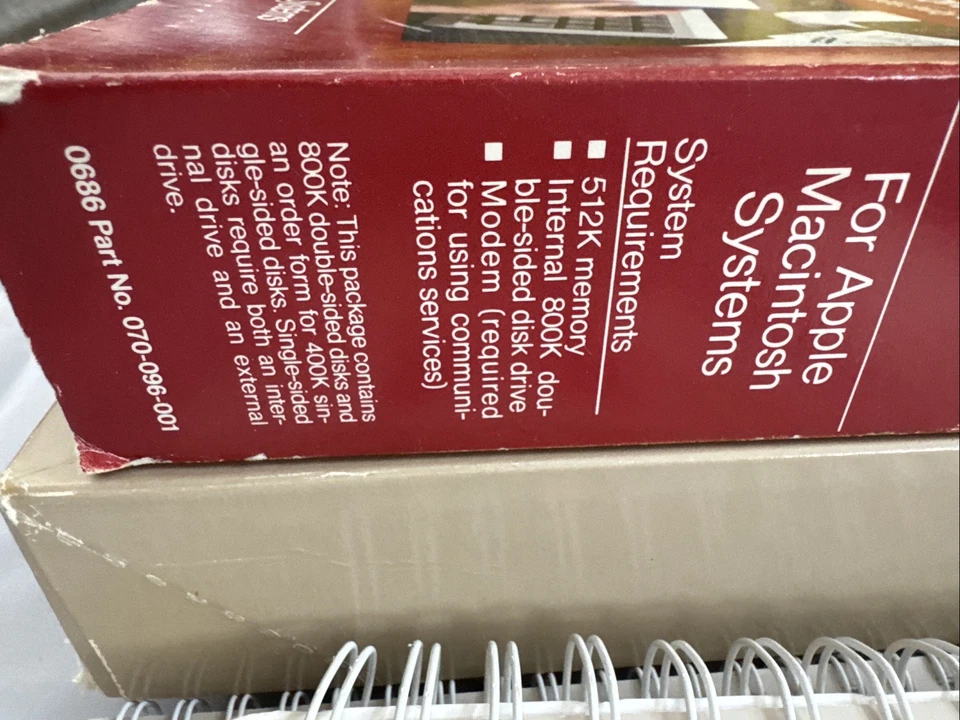 For Apple
Macintosh
Systems
System
Requirements
■ 512K memory
■ Internal 800K dou-
ble-sided disk drive
■ Modem (required
for using communi-
cations services)
Note: This package contains
800K double-sided disks and
an order form for 400K sin-
gle-sided disks. Single-sided
disks require both an inter-
nal drive and an external
drive.
0686 Part No. 070-096-001